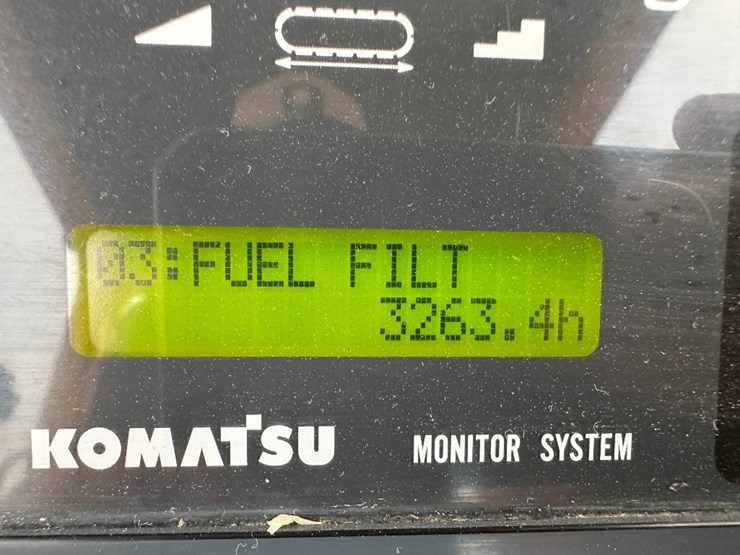 03:FUEL FILT
3263.4h
KOMATSU
MONITOR SYSTEM